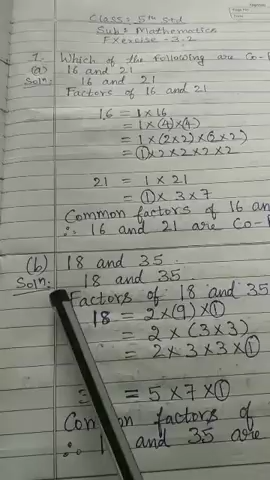 Class: 5th Std
Sub: Mathematics
Exercise - 3.2
1. Which of the following are Co-
(a) 16 and 21
Soln: 16 and 21
Factors of 16 and 21
16 = 1 × 16
= 1 × (4) × (4)
= 1 × (2 × 2) × (2 × 2)
= 1 × 2 × 2 × 2 × 2
21 = 1 × 21
= 1 × 3 × 7
Common factors of 16 an
∴ 16 and 21 are Co-
(b) 18 and 35
Soln: 18 and 35
Factors of 18 and 35
18 = 2 × (9) × 1
= 2 × (3 × 3)
= 2 × 3 × 3 × 1
= 5 × 7 × 1
Common factors of
∴ 1 and 35 are